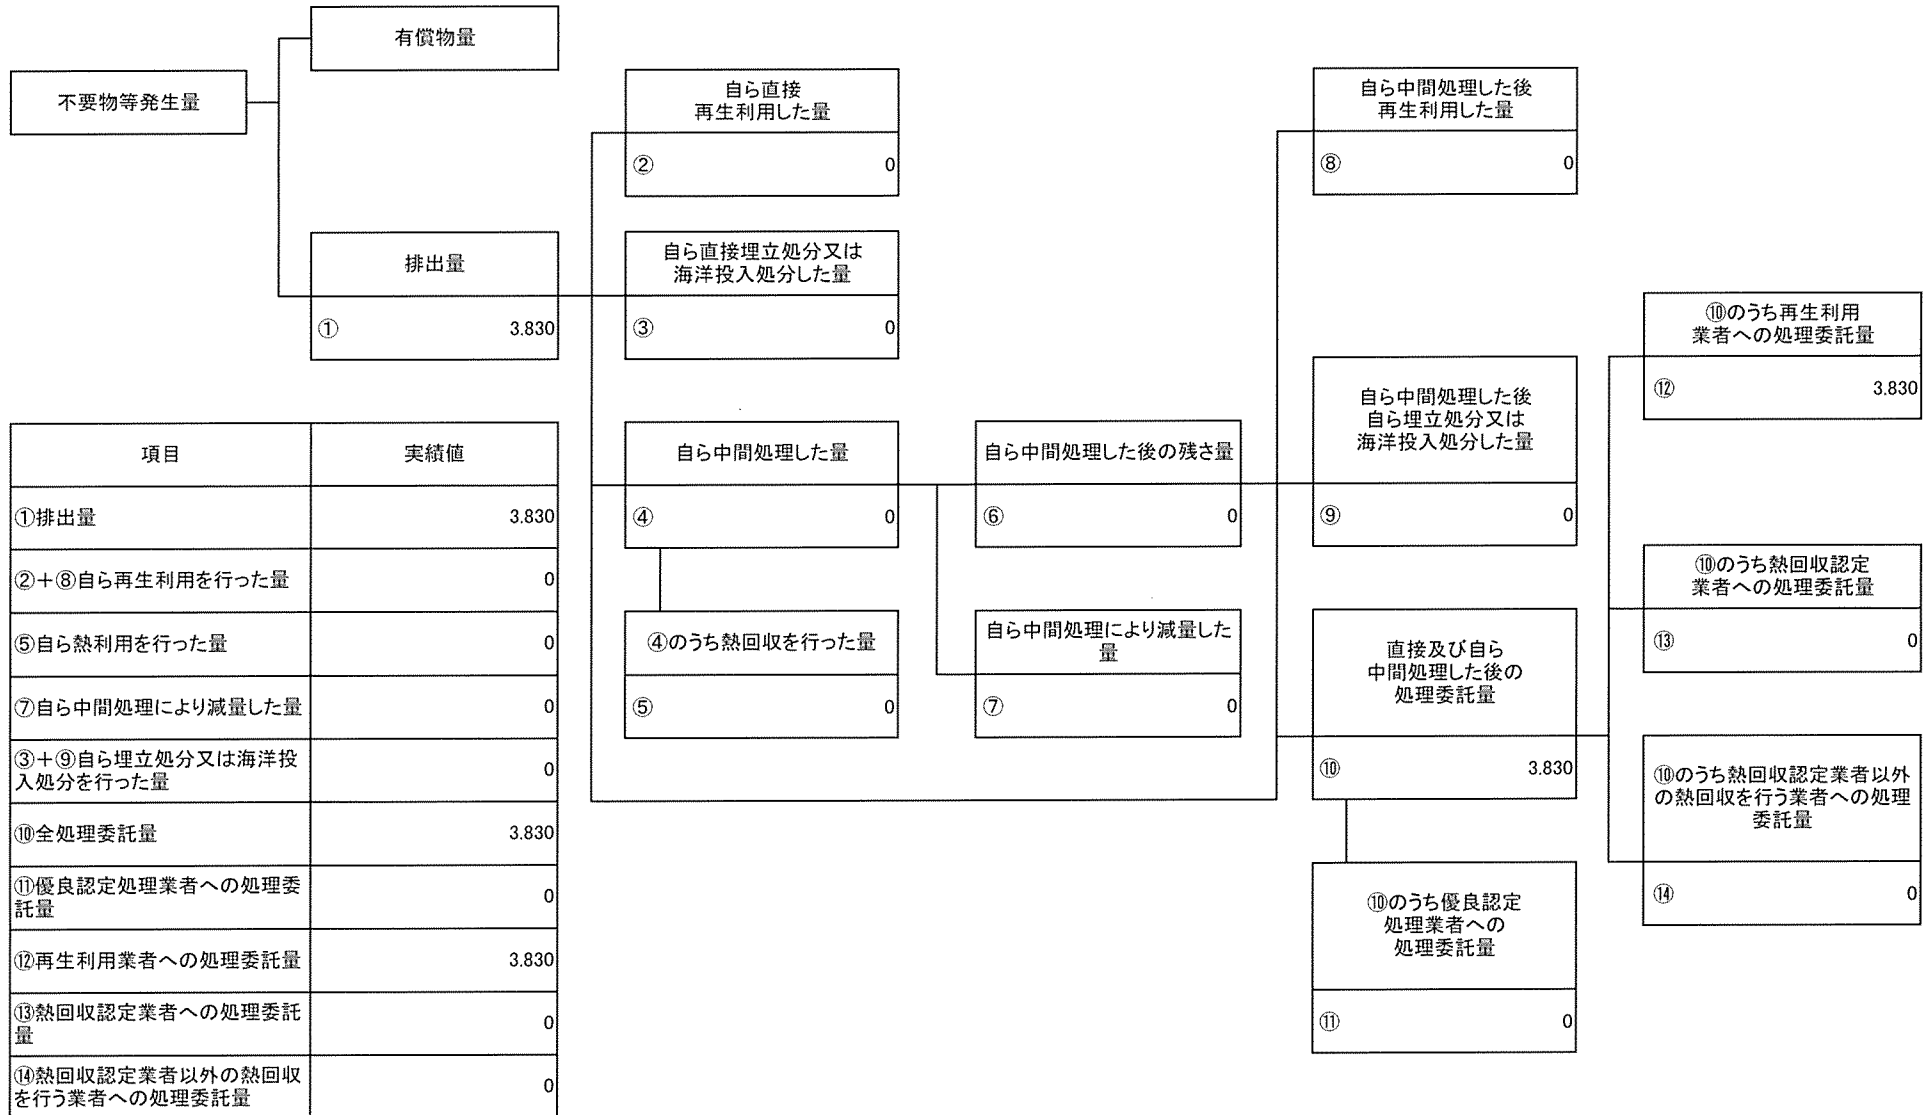 有償物量
不要物等発生量
自ら直接
再生利用した量
② 0
自ら中間処理した後
再生利用した量
⑧ 0
排出量
① 3.830
自ら直接埋立処分又は
海洋投入処分した量
③ 0
⑩のうち再生利用
業者への処理委託量
⑫ 3.830
自ら中間処理した量
④ 0
自ら中間処理した後の残さ量
⑥ 0
自ら中間処理した後
自ら埋立処分又は
海洋投入処分した量
⑨ 0
⑩のうち熱回収認定
業者への処理委託量
⑬ 0
④のうち熱回収を行った量
⑤ 0
自ら中間処理により減量した
量
⑦ 0
直接及び自ら
中間処理した後の
処理委託量
⑩ 3.830
⑩のうち熱回収認定業者以外
の熱回収を行う業者への処理
委託量
⑭ 0
⑩のうち優良認定
処理業者への
処理委託量
⑪ 0
項目 実績値
①排出量 3.830
②+⑧自ら再生利用を行った量 0
⑤自ら熱利用を行った量 0
⑦自ら中間処理により減量した量 0
③+⑨自ら埋立処分又は海洋投
入処分を行った量 0
⑩全処理委託量 3.830
⑪優良認定処理業者への処理委
託量 0
⑫再生利用業者への処理委託量 3.830
⑬熱回収認定業者への処理委託
量 0
⑭熱回収認定業者以外の熱回収
を行う業者への処理委託量 0